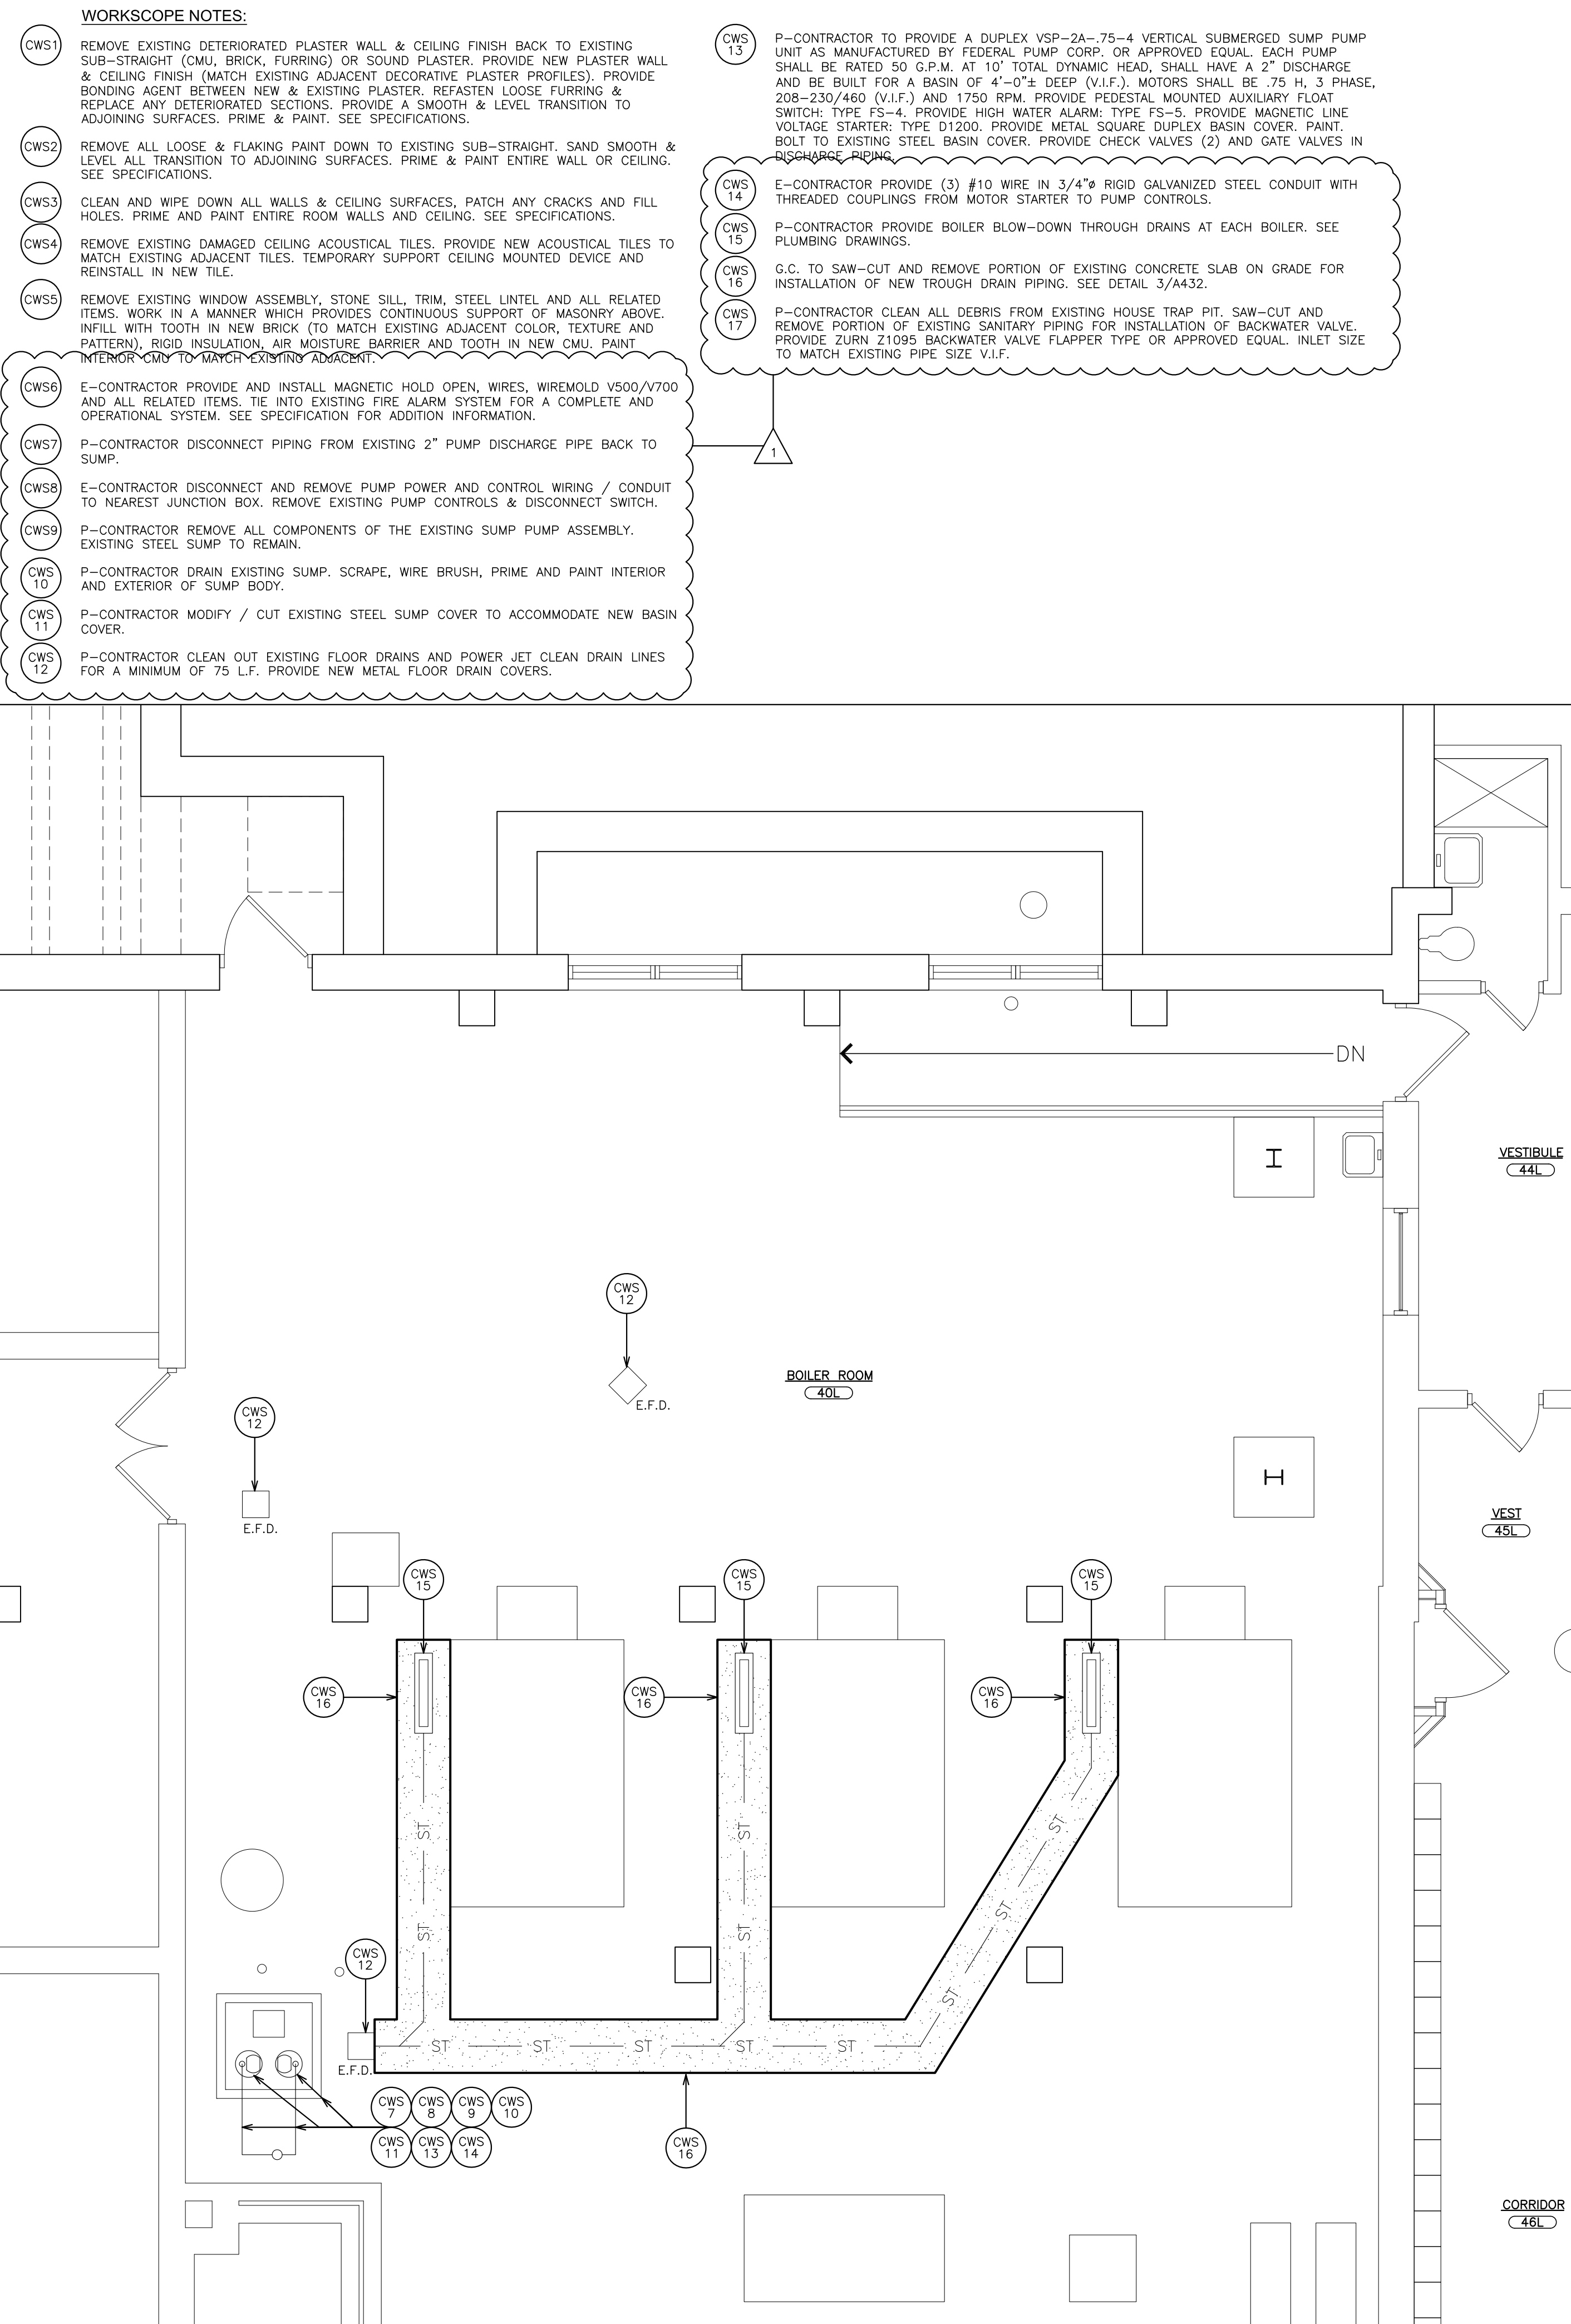 WORKSCOPE NOTES:
CWS1
REMOVE EXISTING DETERIORATED PLASTER WALL & CEILING FINISH BACK TO EXISTING
SUB-STRAIGHT (CMU, BRICK, FURRING) OR SOUND PLASTER. PROVIDE NEW PLASTER WALL
& CEILING FINISH (MATCH EXISTING ADJACENT DECORATIVE PLASTER PROFILES). PROVIDE
BONDING AGENT BETWEEN NEW & EXISTING PLASTER. REFASTEN LOOSE FURRING &
REPLACE ANY DETERIORATED SECTIONS. PROVIDE A SMOOTH & LEVEL TRANSITION TO
ADJOINING SURFACES. PRIME & PAINT. SEE SPECIFICATIONS.
CWS2
REMOVE ALL LOOSE & FLAKING PAINT DOWN TO EXISTING SUB-STRAIGHT. SAND SMOOTH &
LEVEL ALL TRANSITION TO ADJOINING SURFACES. PRIME & PAINT ENTIRE WALL OR CEILING.
SEE SPECIFICATIONS.
CWS3
CLEAN AND WIPE DOWN ALL WALLS & CEILING SURFACES, PATCH ANY CRACKS AND FILL
HOLES. PRIME AND PAINT ENTIRE ROOM WALLS AND CEILING. SEE SPECIFICATIONS.
CWS4
REMOVE EXISTING DAMAGED CEILING ACOUSTICAL TILES. PROVIDE NEW ACOUSTICAL TILES TO
MATCH EXISTING ADJACENT TILES. TEMPORARY SUPPORT CEILING MOUNTED DEVICE AND
REINSTALL IN NEW TILE.
CWS5
REMOVE EXISTING WINDOW ASSEMBLY, STONE SILL, TRIM, STEEL LINTEL AND ALL RELATED
ITEMS. WORK IN A MANNER WHICH PROVIDES CONTINUOUS SUPPORT OF MASONRY ABOVE.
INFILL WITH TOOTH IN NEW BRICK (TO MATCH EXISTING ADJACENT COLOR, TEXTURE AND
PATTERN), RIGID INSULATION, AIR MOISTURE BARRIER AND TOOTH IN NEW CMU. PAINT
INTERIOR CMU TO MATCH EXISTING ADJACENT.
CWS6
E-CONTRACTOR PROVIDE AND INSTALL MAGNETIC HOLD OPEN, WIRES, WIREMOLD V500/V700
AND ALL RELATED ITEMS. TIE INTO EXISTING FIRE ALARM SYSTEM FOR A COMPLETE AND
OPERATIONAL SYSTEM. SEE SPECIFICATION FOR ADDITION INFORMATION.
CWS7
P-CONTRACTOR DISCONNECT PIPING FROM EXISTING 2" PUMP DISCHARGE PIPE BACK TO
SUMP.
CWS8
E-CONTRACTOR DISCONNECT AND REMOVE PUMP POWER AND CONTROL WIRING / CONDUIT
TO NEAREST JUNCTION BOX. REMOVE EXISTING PUMP CONTROLS & DISCONNECT SWITCH.
CWS9
P-CONTRACTOR REMOVE ALL COMPONENTS OF THE EXISTING SUMP PUMP ASSEMBLY.
EXISTING STEEL SUMP TO REMAIN.
CWS
10
P-CONTRACTOR DRAIN EXISTING SUMP. SCRAPE, WIRE BRUSH, PRIME AND PAINT INTERIOR
AND EXTERIOR OF SUMP BODY.
CWS
11
P-CONTRACTOR MODIFY / CUT EXISTING STEEL SUMP COVER TO ACCOMMODATE NEW BASIN
COVER.
CWS
12
P-CONTRACTOR CLEAN OUT EXISTING FLOOR DRAINS AND POWER JET CLEAN DRAIN LINES
FOR A MINIMUM OF 75 L.F. PROVIDE NEW METAL FLOOR DRAIN COVERS.
CWS
13
P-CONTRACTOR TO PROVIDE A DUPLEX VSP-2A-.75-4 VERTICAL SUBMERGED SUMP PUMP
UNIT AS MANUFACTURED BY FEDERAL PUMP CORP. OR APPROVED EQUAL. EACH PUMP
SHALL BE RATED 50 G.P.M. AT 10' TOTAL DYNAMIC HEAD, SHALL HAVE A 2" DISCHARGE
AND BE BUILT FOR A BASIN OF 4'-0"± DEEP (V.I.F.). MOTORS SHALL BE .75 H, 3 PHASE,
208-230/460 (V.I.F.) AND 1750 RPM. PROVIDE PEDESTAL MOUNTED AUXILIARY FLOAT
SWITCH: TYPE FS-4. PROVIDE HIGH WATER ALARM: TYPE FS-5. PROVIDE MAGNETIC LINE
VOLTAGE STARTER: TYPE D1200. PROVIDE METAL SQUARE DUPLEX BASIN COVER. PAINT.
BOLT TO EXISTING STEEL BASIN COVER. PROVIDE CHECK VALVES (2) AND GATE VALVES IN
DISCHARGE PIPING.
CWS
14
E-CONTRACTOR PROVIDE (3) #10 WIRE IN 3/4"ø RIGID GALVANIZED STEEL CONDUIT WITH
THREADED COUPLINGS FROM MOTOR STARTER TO PUMP CONTROLS.
CWS
15
P-CONTRACTOR PROVIDE BOILER BLOW-DOWN THROUGH DRAINS AT EACH BOILER. SEE
PLUMBING DRAWINGS.
CWS
16
G.C. TO SAW-CUT AND REMOVE PORTION OF EXISTING CONCRETE SLAB ON GRADE FOR
INSTALLATION OF NEW TROUGH DRAIN PIPING. SEE DETAIL 3/A432.
CWS
17
P-CONTRACTOR CLEAN ALL DEBRIS FROM EXISTING HOUSE TRAP PIT. SAW-CUT AND
REMOVE PORTION OF EXISTING SANITARY PIPING FOR INSTALLATION OF BACKWATER VALVE.
PROVIDE ZURN Z1095 BACKWATER VALVE FLAPPER TYPE OR APPROVED EQUAL. INLET SIZE
TO MATCH EXISTING PIPE SIZE V.I.F.
1
DN
H
VESTIBULE
44L
CWS
12
E.F.D.
BOILER ROOM
40L
CWS
12
E.F.D.
H
VEST
45L
CWS
15
CWS
15
CWS
15
CWS
16
CWS
16
CWS
16
ST
ST
ST
ST
ST
ST
ST
CWS
12
E.F.D.
ST
ST
ST
ST
ST
CWS
7
CWS
8
CWS
9
CWS
10
CWS
11
CWS
13
CWS
14
CWS
16
CORRIDOR
46L